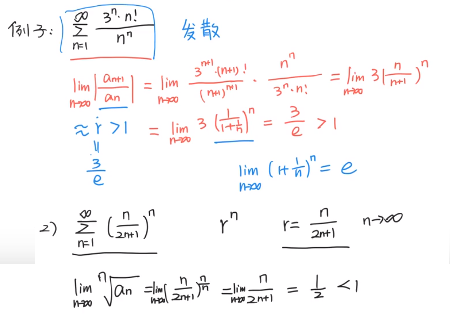 例子: $\sum_{n=1}^{\infty} \frac{3^n \cdot n!}{n^n}$ 发散
$\lim_{n\to\infty} \left|\frac{a_{n+1}}{a_n}\right| = \lim_{n\to\infty} \frac{3^{n+1} \cdot (n+1)!}{(n+1)^{n+1}} \cdot \frac{n^n}{3^n \cdot n!} = \lim_{n\to\infty} 3\left|\frac{n}{n+1}\right)^n$
$\approx r > 1 = \lim_{n\to\infty} 3\left(\frac{1}{1+\frac{1}{n}}\right)^n = \frac{3}{e} > 1$
||
$\frac{3}{e}$ $\lim_{n\to\infty} (1+\frac{1}{n})^n = e$
2) $\sum_{n=1}^{\infty} \left(\frac{n}{2n+1}\right)^n$ $r^n$ $r = \frac{n}{2n+1}$ $n\to\infty$
$\lim_{n\to\infty} \sqrt[n]{a_n} = \lim_{n\to\infty} \left(\frac{n}{2n+1}\right)^{\frac{n}{n}} = \lim_{n\to\infty} \frac{n}{2n+1} = \frac{1}{2} < 1$